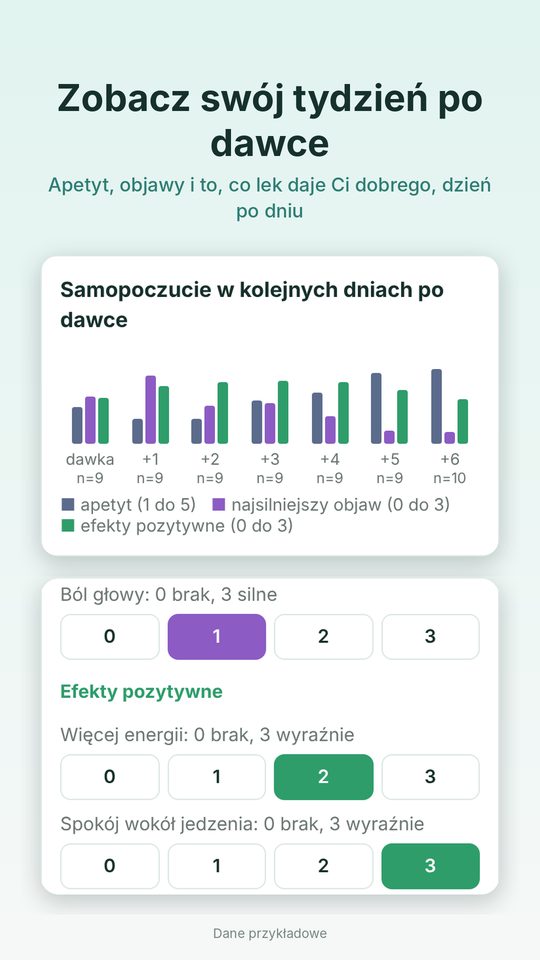 Zobacz swój tydzień po
dawce
Apetyt, objawy i to, co lek daje Ci dobrego, dzień
po dniu
Samopoczucie w kolejnych dniach po
dawce
dawka +1 +2 +3 +4 +5 +6
n=9 n=9 n=9 n=9 n=9 n=9 n=10
apetyt (1 do 5) najsilniejszy objaw (0 do 3)
efekty pozytywne (0 do 3)
Ból głowy: 0 brak, 3 silne
0 1 2 3
Efekty pozytywne
Więcej energii: 0 brak, 3 wyraźnie
0 1 2 3
Spokój wokół jedzenia: 0 brak, 3 wyraźnie
0 1 2 3
Dane przykładowe